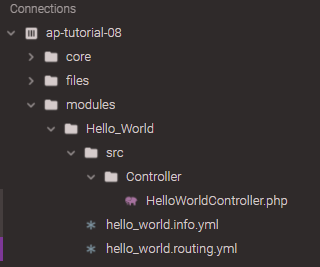 Connections
ap-tutorial-08
core
files
modules
Hello_World
src
Controller
HelloWorldController.php
hello_world.info.yml
hello_world.routing.yml